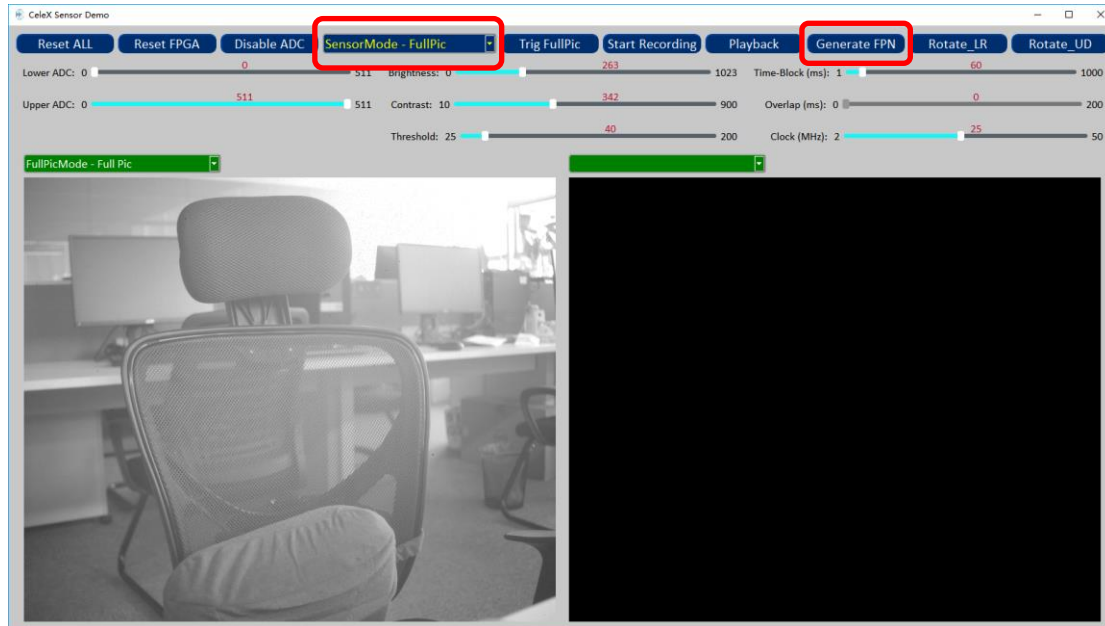 CeleX Sensor Demo
Reset ALL Reset FPGA Disable ADC SensorMode - FullPic Trig FullPic Start Recording Playback Generate FPN Rotate_LR Rotate_UD
Lower ADC: 0 0 511 Brightness: 0 263 1023 Time-Block (ms): 1 60 1000
Upper ADC: 0 511 511 Contrast: 10 342 900 Overlap (ms): 0 0 200
Threshold: 25 40 200 Clock (MHz): 2 25 50
FullPicMode - Full Pic